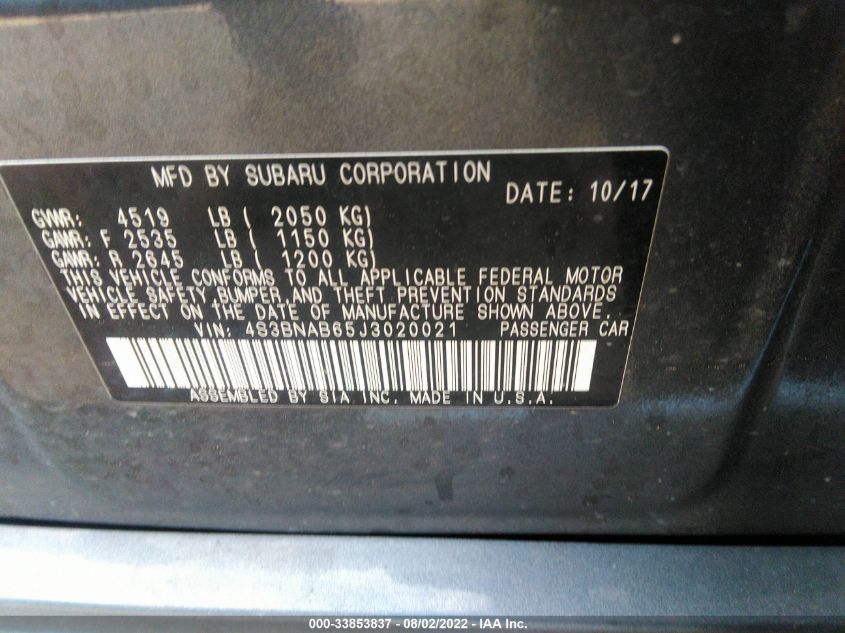 MFD BY SUBARU CORPORATION
DATE: 10/17
GVWR: 4519 LB ( 2050 KG)
GAWR: F 2535 LB ( 1150 KG)
GAWR: R 2645 LB ( 1200 KG)
THIS VEHICLE CONFORMS TO ALL APPLICABLE FEDERAL MOTOR
VEHICLE SAFETY, BUMPER, AND THEFT PREVENTION STANDARDS
IN EFFECT ON THE DATE OF MANUFACTURE SHOWN ABOVE.
VIN: 4S3BNAB65J3020021 PASSENGER CAR
ASSEMBLED BY SIA INC. MADE IN U.S.A.
000-33853837 - 08/02/2022 - IAA Inc.